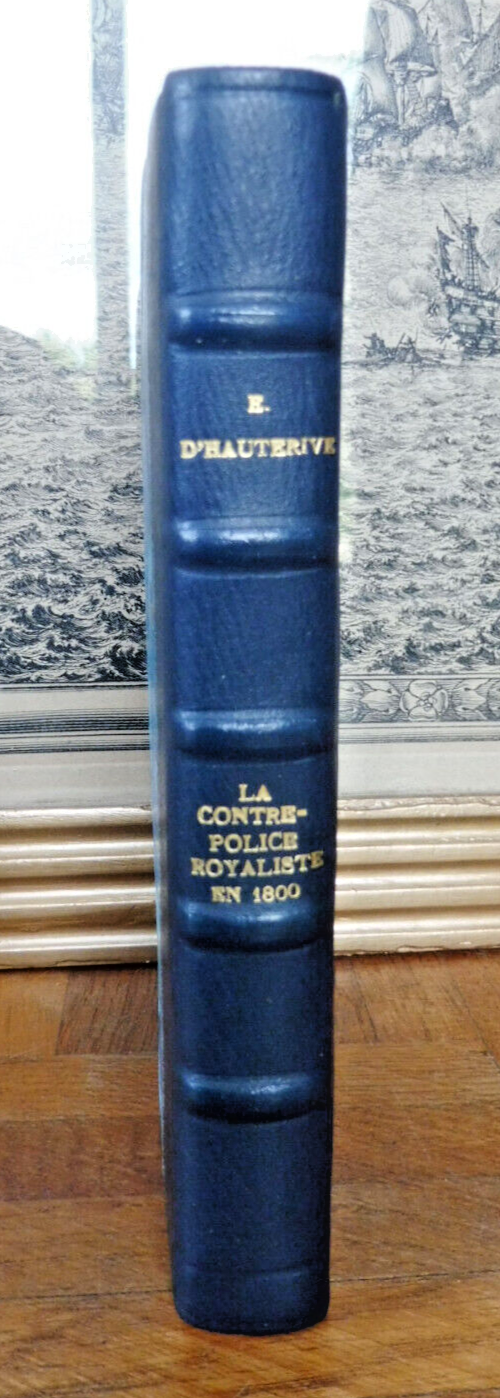 E.
D'HAUTERIVE
LA
CONTRE-
POLICE
ROYALISTE
EN 1800